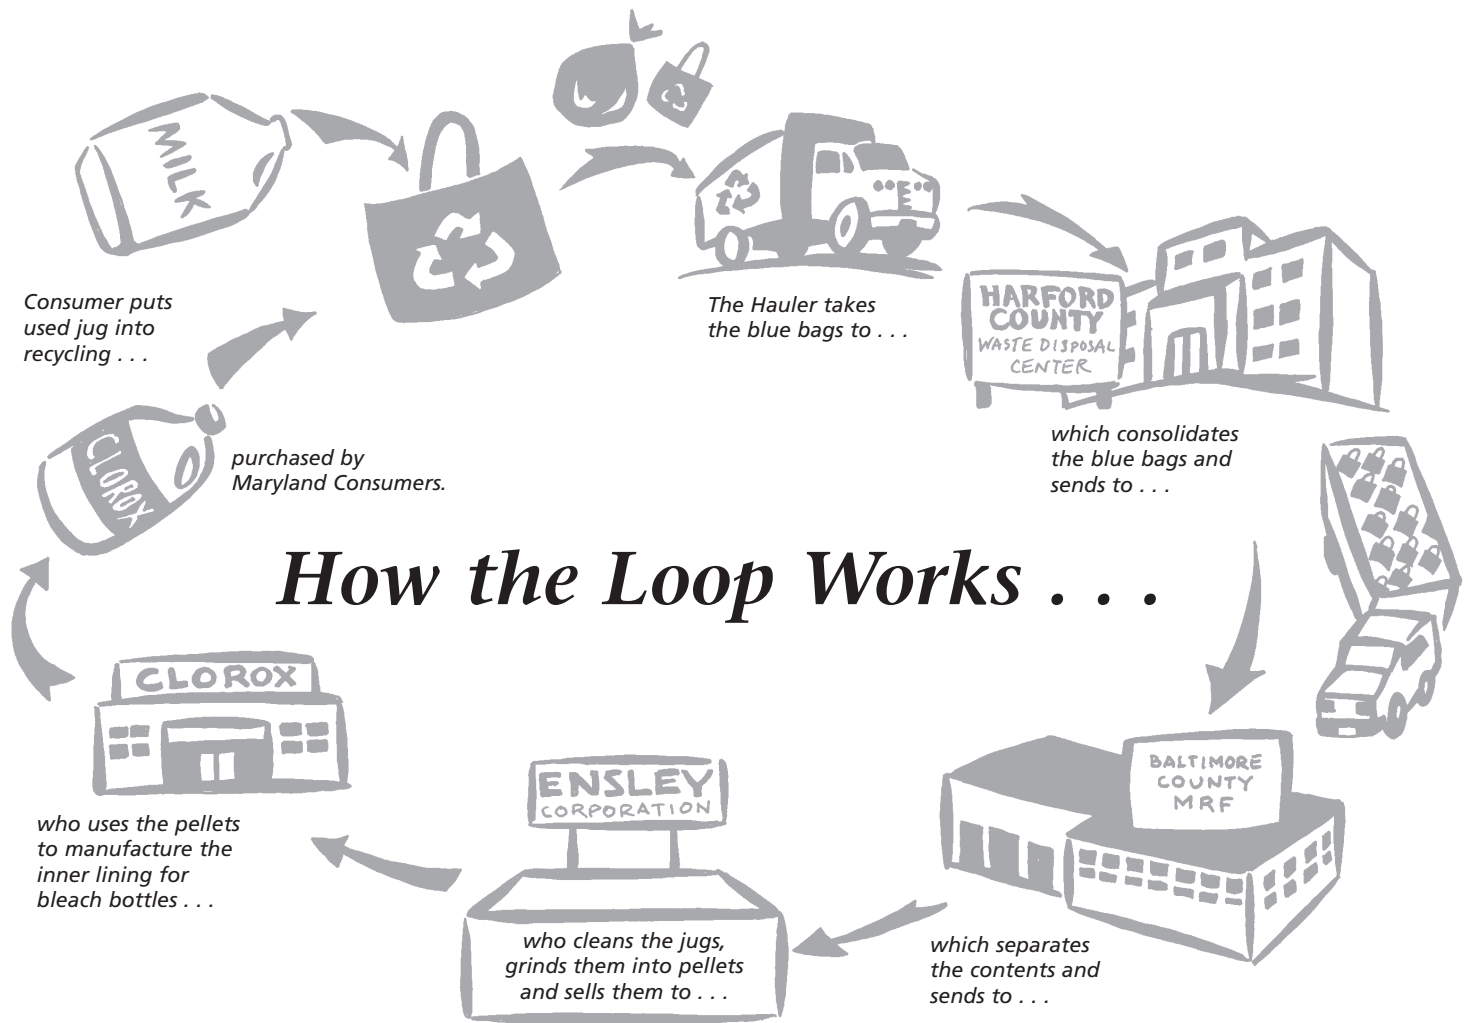 MILK
Consumer puts
used jug into
recycling . . .
The Hauler takes
the blue bags to . . .
HARFORD
COUNTY
WASTE DISPOSAL
CENTER
which consolidates
the blue bags and
sends to . . .
CLOROX
purchased by
Maryland Consumers.
How the Loop Works . . .
BALTIMORE
COUNTY
MRF
which separates
the contents and
sends to . . .
ENSLEY
CORPORATION
who cleans the jugs,
grinds them into pellets
and sells them to . . .
CLOROX
who uses the pellets
to manufacture the
inner lining for
bleach bottles . . .